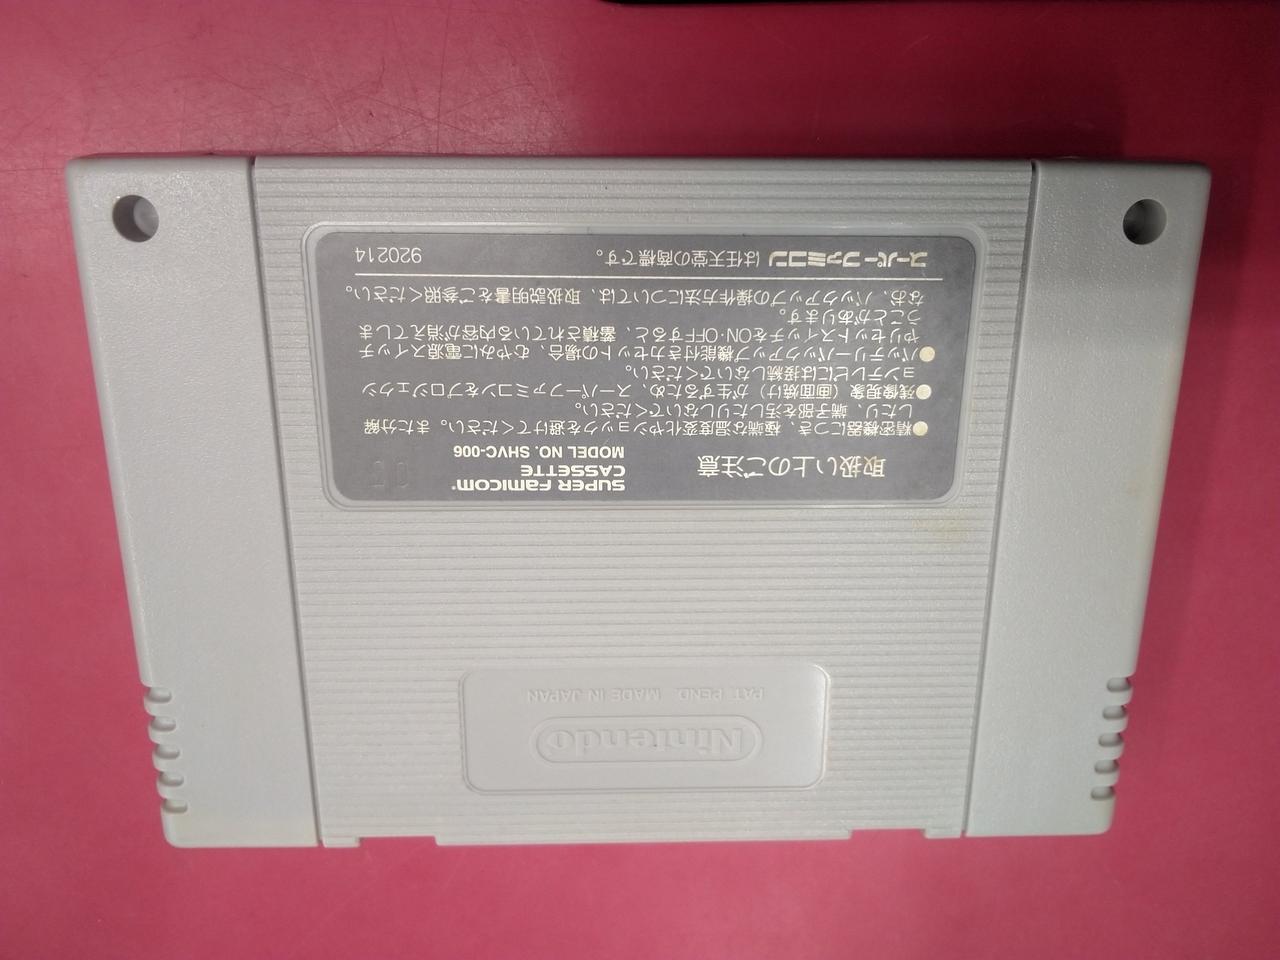 Nintendo
PAT. PEND. MADE IN JAPAN
取扱い上のご注意
SUPER FAMICOM
CASSETTE
MODEL NO. SHVC-006
●精密機器につき、極端な温度変化やショックを避けてください。また分解
したり、端子部を汚したりしないでください。
●残像現象（画面焼け）が生ずるため、スーパーファミコンをプロジェクシ
ョンテレビには接続しないでください。
●バッテリーバックアップ機能付きカセットの場合、むやみに電源スイッチ
やリセットスイッチをON・OFFすると、蓄積されている内容が消えてしま
うことがあります。
なお、バックアップの操作方法については、取扱説明書をご参照ください。
スーパーファミコンは任天堂の商標です。 920214